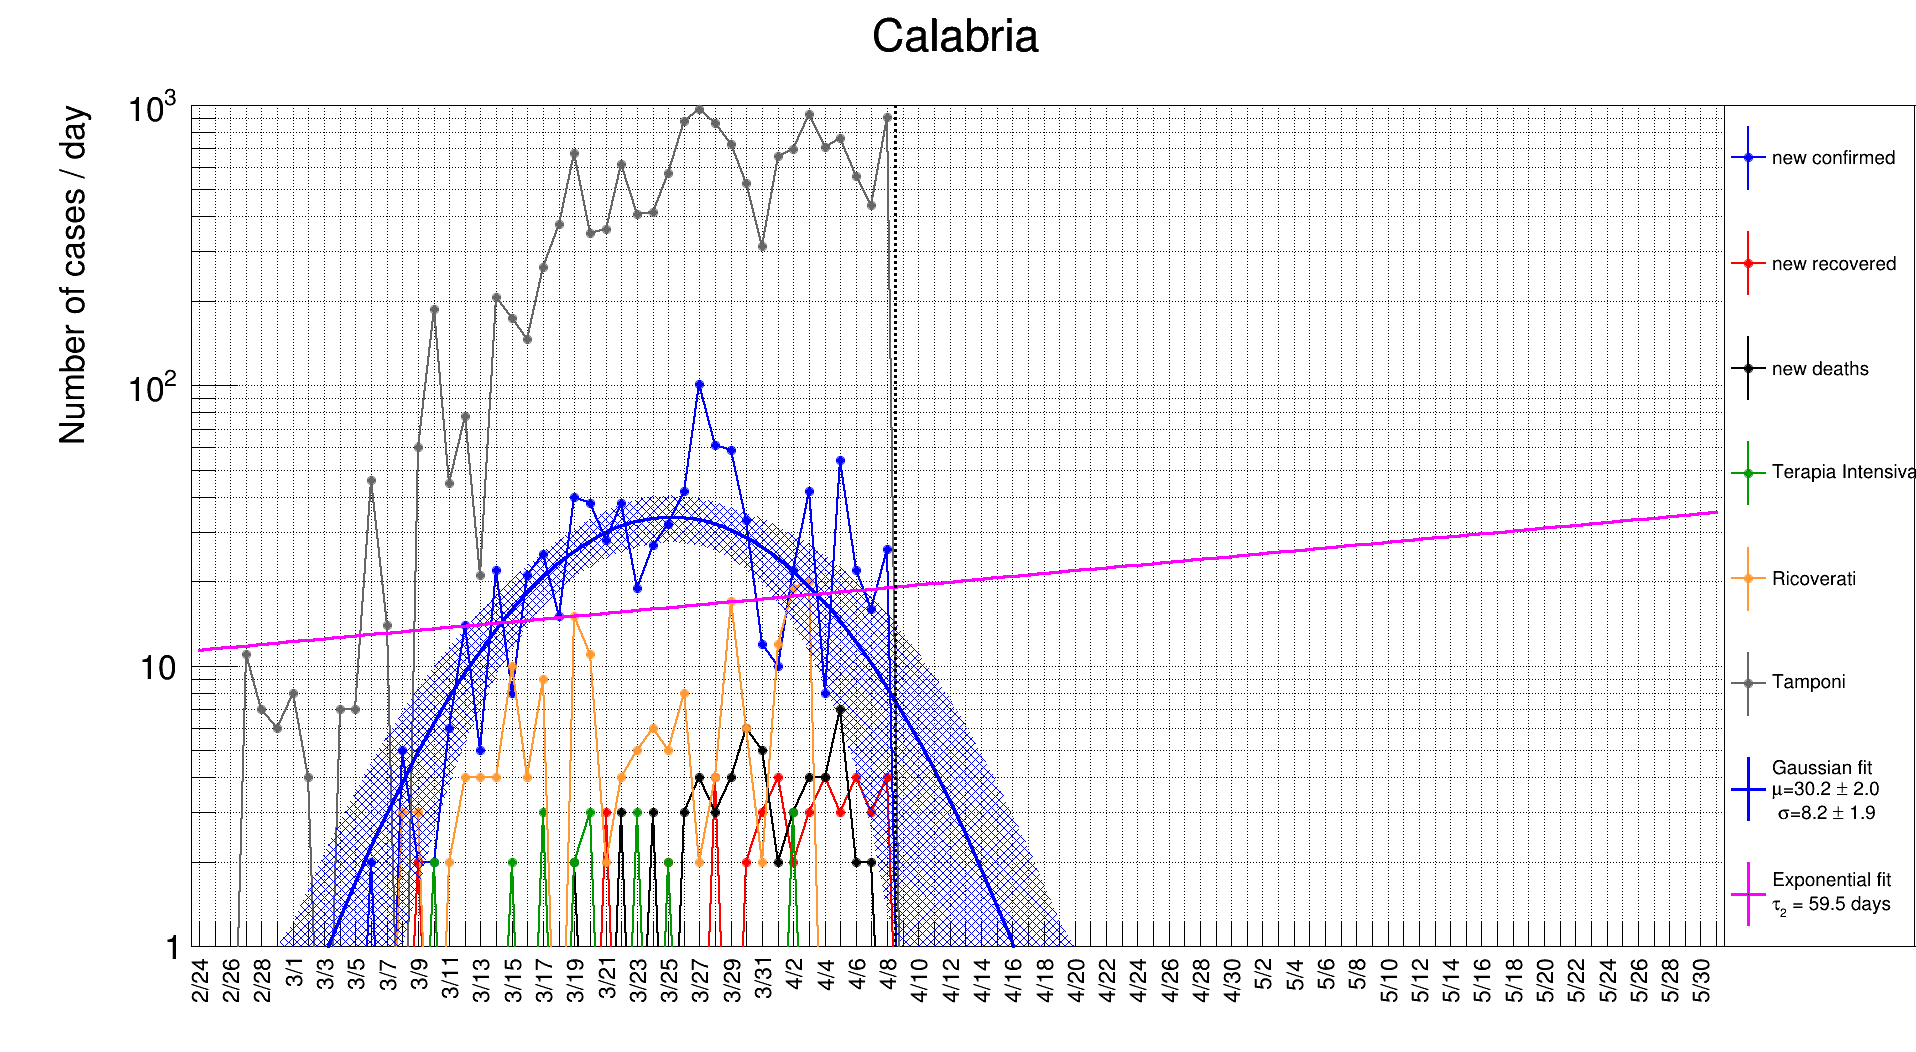 Calabria
Number of cases / day
10³
10²
10
1
2/24 2/26 2/28 3/1 3/3 3/5 3/7 3/9 3/11 3/13 3/15 3/17 3/19 3/21 3/23 3/25 3/27 3/29 3/31 4/2 4/4 4/6 4/8 4/10 4/12 4/14 4/16 4/18 4/20 4/22 4/24 4/26 4/28 4/30 5/2 5/4 5/6 5/8 5/10 5/12 5/14 5/16 5/18 5/20 5/22 5/24 5/26 5/28 5/30
new confirmed
new recovered
new deaths
Terapia Intensiva
Ricoverati
Tamponi
Gaussian fit
μ=30.2 ± 2.0
σ=8.2 ± 1.9
Exponential fit
τ₂ = 59.5 days